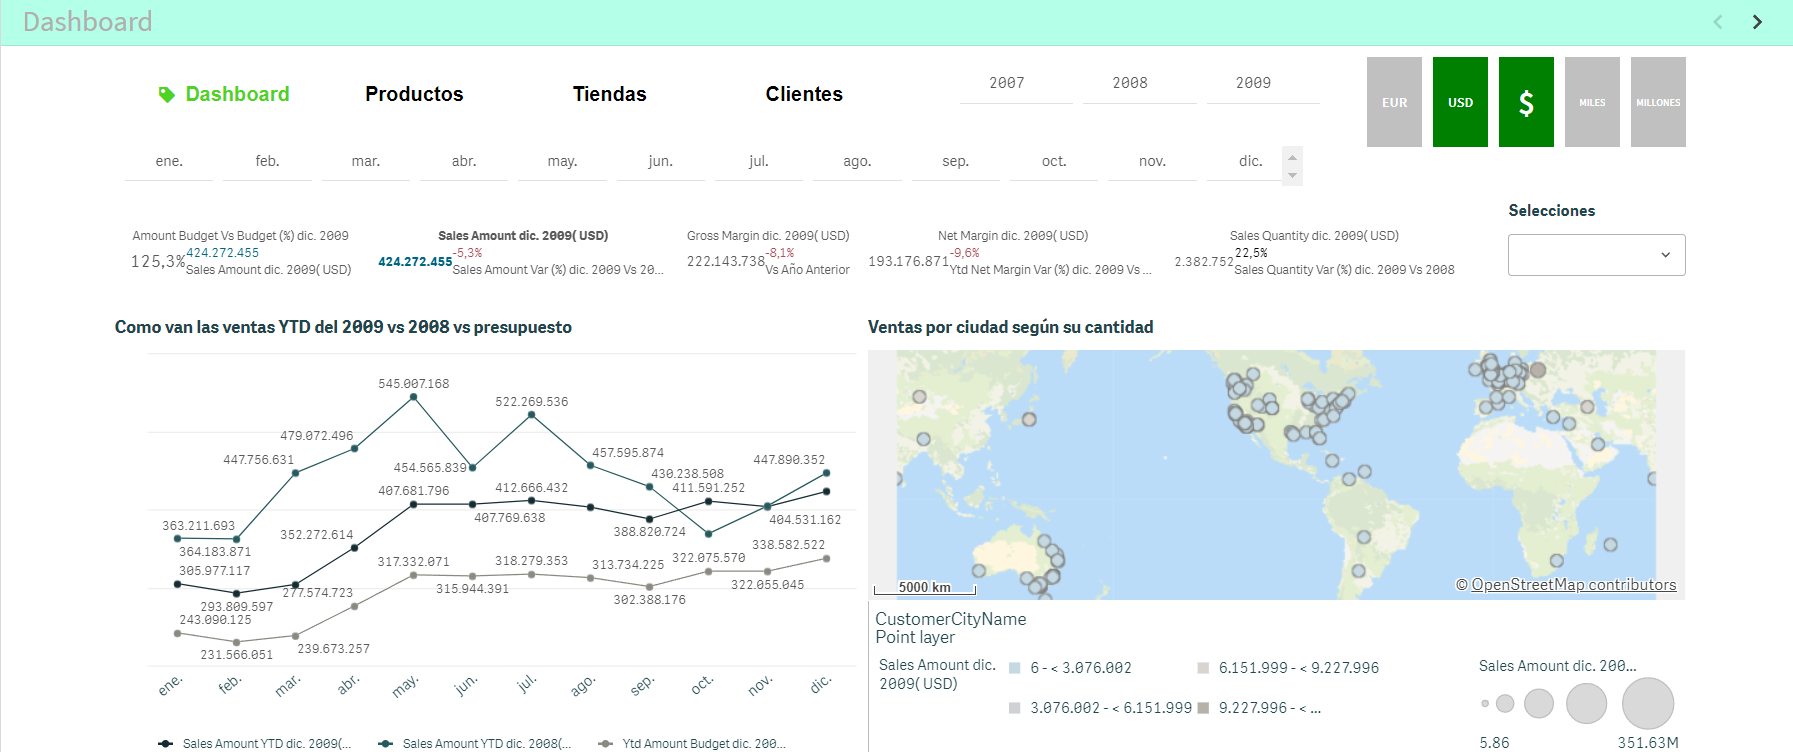 Dashboard
Dashboard
Productos
Tiendas
Clientes
2007
2008
2009
EUR
USD
$
MILES
MILLONES
ene.
feb.
mar.
abr.
may.
jun.
jul.
ago.
sep.
oct.
nov.
dic.
Selecciones
Amount Budget Vs Budget (%) dic. 2009
125,3%
424.272.455
Sales Amount dic. 2009( USD)
Sales Amount dic. 2009( USD)
424.272.455
-5,3%
Sales Amount Var (%) dic. 2009 Vs 20...
Gross Margin dic. 2009( USD)
222.143.738
-8,1%
Vs Año Anterior
Net Margin dic. 2009( USD)
193.176.871
-9,6%
Ytd Net Margin Var (%) dic. 2009 Vs ...
Sales Quantity dic. 2009( USD)
2.382.752
22,5%
Sales Quantity Var (%) dic. 2009 Vs 2008
Como van las ventas YTD del 2009 vs 2008 vs presupuesto
545.007.168
522.269.536
479.072.496
447.756.631
454.565.839
457.595.874
447.890.352
430.238.508
407.681.796
412.666.432
411.591.252
363.211.693
352.272.614
407.769.638
388.820.724
404.531.162
364.183.871
305.977.117
317.332.071
318.279.353
313.734.225
322.075.570
338.582.522
293.809.597
277.574.723
315.944.391
302.388.176
322.055.045
243.090.125
231.566.051
239.673.257
ene.
feb.
mar.
abr.
may.
jun.
jul.
ago.
sep.
oct.
nov.
dic.
Sales Amount YTD dic. 2009(...
Sales Amount YTD dic. 2008(...
Ytd Amount Budget dic. 200...
Ventas por ciudad según su cantidad
5000 km
© OpenStreetMap contributors
CustomerCityName
Point layer
Sales Amount dic.
2009( USD)
6 - < 3.076.002
6.151.999 - < 9.227.996
3.076.002 - < 6.151.999
9.227.996 - < ...
Sales Amount dic. 200...
5.86
351.63M